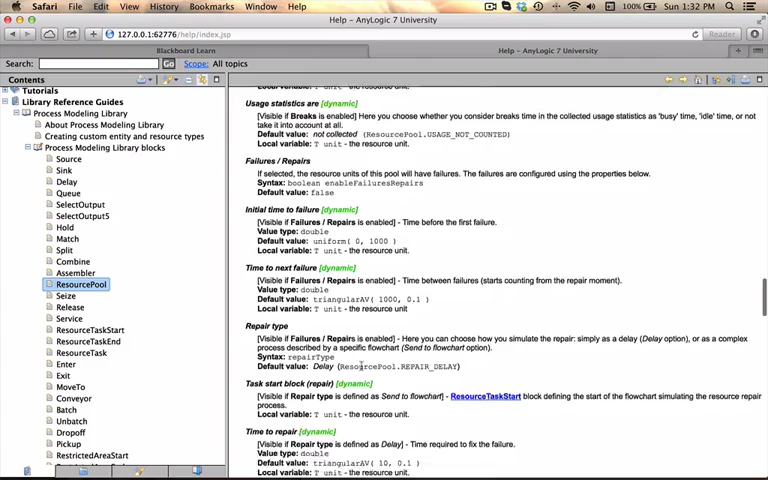 Safari File Edit View History Bookmarks Window Help 100% Sun 1:32 PM
Help – AnyLogic 7 University
127.0.0.1:62776/help/index.jsp Reader
Blackboard Learn Help – AnyLogic 7 University
Search: GO Scope: All topics
Contents
Tutorials
Library Reference Guides
Process Modeling Library
About Process Modeling Library
Creating custom entity and resource types
Process Modeling Library blocks
Source
Sink
Delay
Queue
SelectOutput
SelectOutput5
Hold
Match
Split
Combine
Assembler
ResourcePool
Seize
Release
Service
ResourceTaskStart
ResourceTaskEnd
ResourceTask
Enter
Exit
MoveTo
Conveyor
Batch
Unbatch
Dropoff
Pickup
RestrictedAreaStart
Local variable: T unit - the resource unit.
Usage statistics are [dynamic]
[Visible if Breaks is enabled] Here you choose whether you consider breaks time in the collected usage statistics as 'busy' time, 'idle' time, or not
take it into account at all.
Default value: not collected (ResourcePool.USAGE_NOT_COUNTED)
Local variable: T unit - the resource unit.
Failures / Repairs
If selected, the resource units of this pool will have failures. The failures are configured using the properties below.
Syntax: boolean enableFailuresRepairs
Default value: false
Initial time to failure [dynamic]
[Visible if Failures / Repairs is enabled] - Time before the first failure.
Value type: double
Default value: uniform( 0, 1000 )
Local variable: T unit - the resource unit.
Time to next failure [dynamic]
[Visible if Failures / Repairs is enabled] - Time between failures (starts counting from the repair moment).
Value type: double
Default value: triangularAV( 1000, 0.1 )
Local variable: T unit - the resource unit
Repair type
[Visible if Failures / Repairs is enabled] - Here you can choose how you simulate the repair: simply as a delay (Delay option), or as a complex
process described by a specific flowchart (Send to flowchart option).
Syntax: repairType
Default value: Delay (ResourcePool.REPAIR_DELAY)
Task start block (repair) [dynamic]
[Visible if Repair type is defined as Send to flowchart] - ResourceTaskStart block defining the start of the flowchart simulating the resource repair
process.
Local variable: T unit - the resource unit.
Time to repair [dynamic]
[Visible if Repair type is defined as Delay] - Time required to fix the failure.
Value type: double
Default value: triangularAV( 10, 0.1 )
Local variable: T unit - the resource unit.